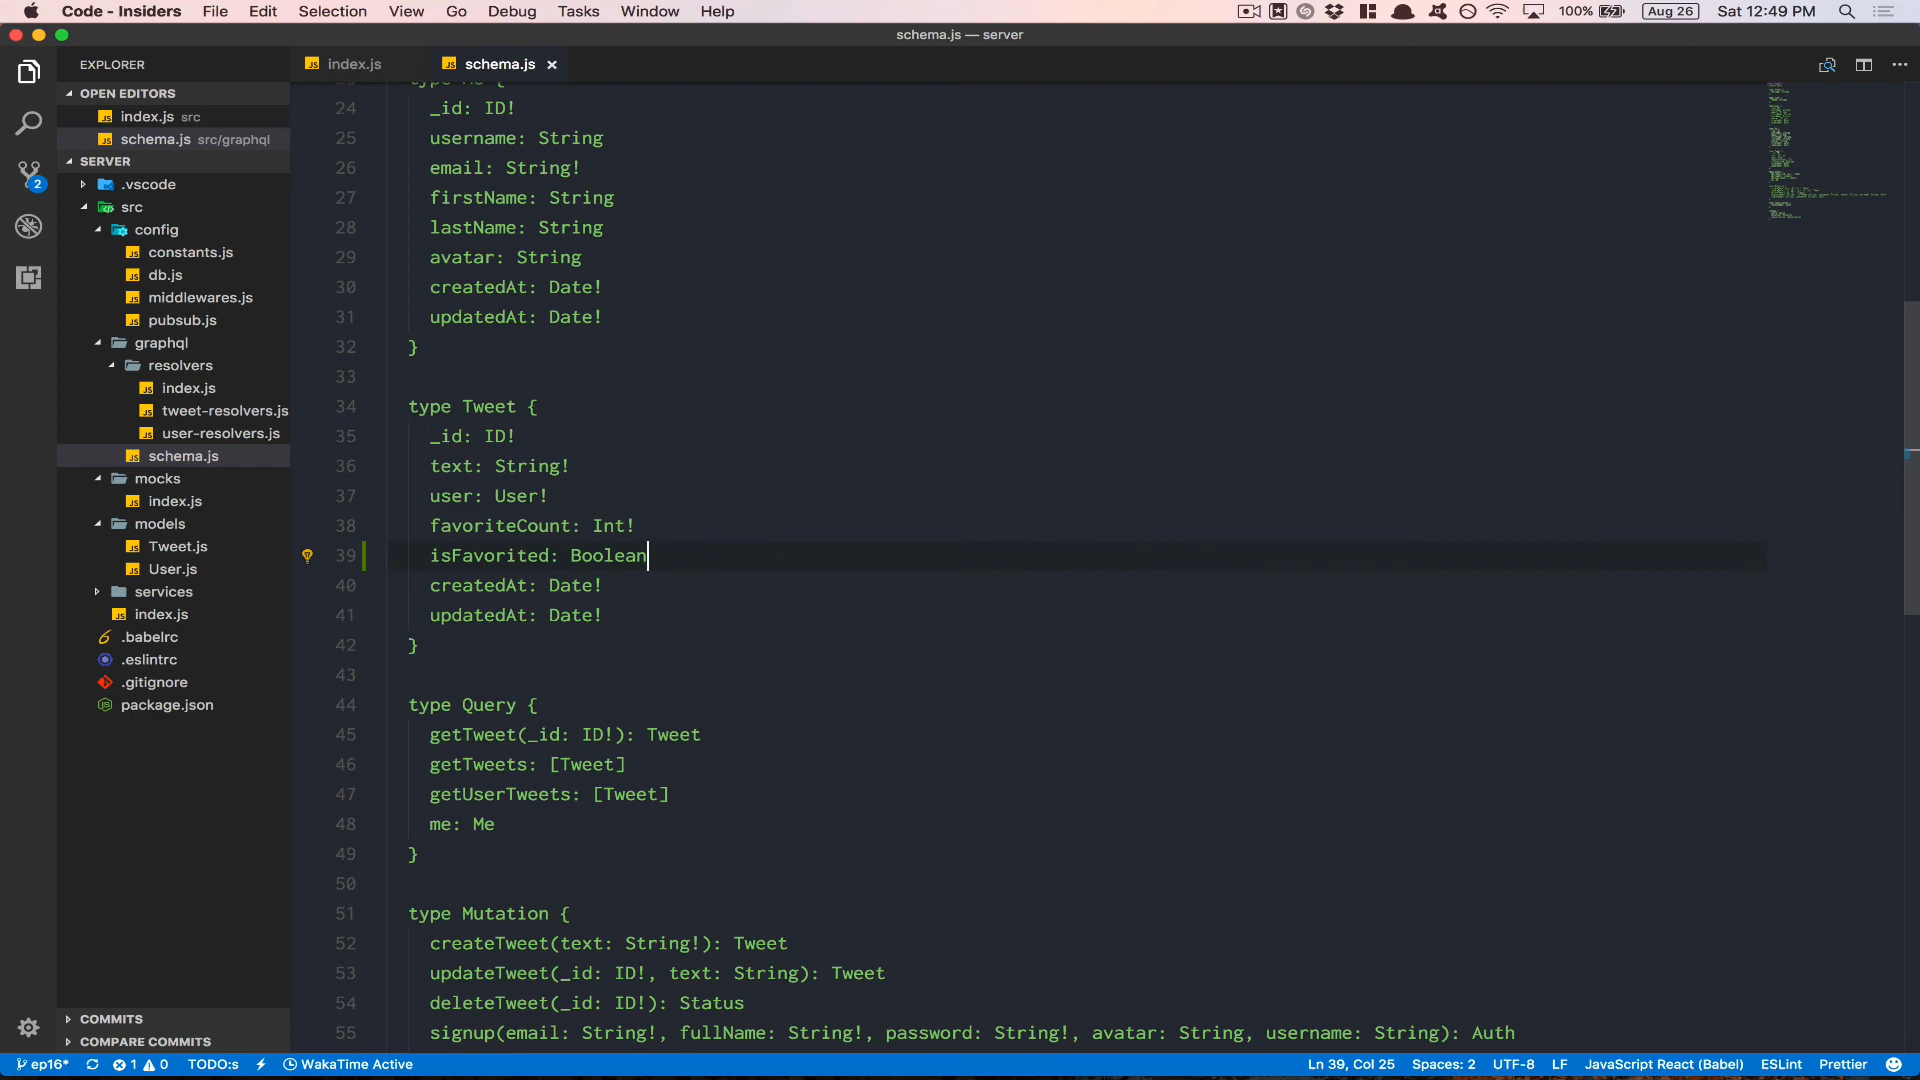 Code - Insiders File Edit Selection View Go Debug Tasks Window Help 100% Aug 26 Sat 12:49 PM
schema.js — server
EXPLORER
index.js
schema.js
OPEN EDITORS
index.js src
schema.js src/graphql
SERVER
.vscode
src
config
constants.js
db.js
middlewares.js
pubsub.js
graphql
resolvers
index.js
tweet-resolvers.js
user-resolvers.js
schema.js
mocks
index.js
models
Tweet.js
User.js
services
index.js
.babelrc
.eslintrc
.gitignore
package.json
COMMITS
COMPARE COMMITS
2
24 _id: ID!
25 username: String
26 email: String!
27 firstName: String
28 lastName: String
29 avatar: String
30 createdAt: Date!
31 updatedAt: Date!
32 }
33
34 type Tweet {
35 _id: ID!
36 text: String!
37 user: User!
38 favoriteCount: Int!
39 isFavorited: Boolean
40 createdAt: Date!
41 updatedAt: Date!
42 }
43
44 type Query {
45 getTweet(_id: ID!): Tweet
46 getTweets: [Tweet]
47 getUserTweets: [Tweet]
48 me: Me
49 }
50
51 type Mutation {
52 createTweet(text: String!): Tweet
53 updateTweet(_id: ID!, text: String): Tweet
54 deleteTweet(_id: ID!): Status
55 signup(email: String!, fullName: String!, password: String!, avatar: String, username: String): Auth
ep16* 1 0 TODO:s WakaTime Active Ln 39, Col 25 Spaces: 2 UTF-8 LF JavaScript React (Babel) ESLint Prettier